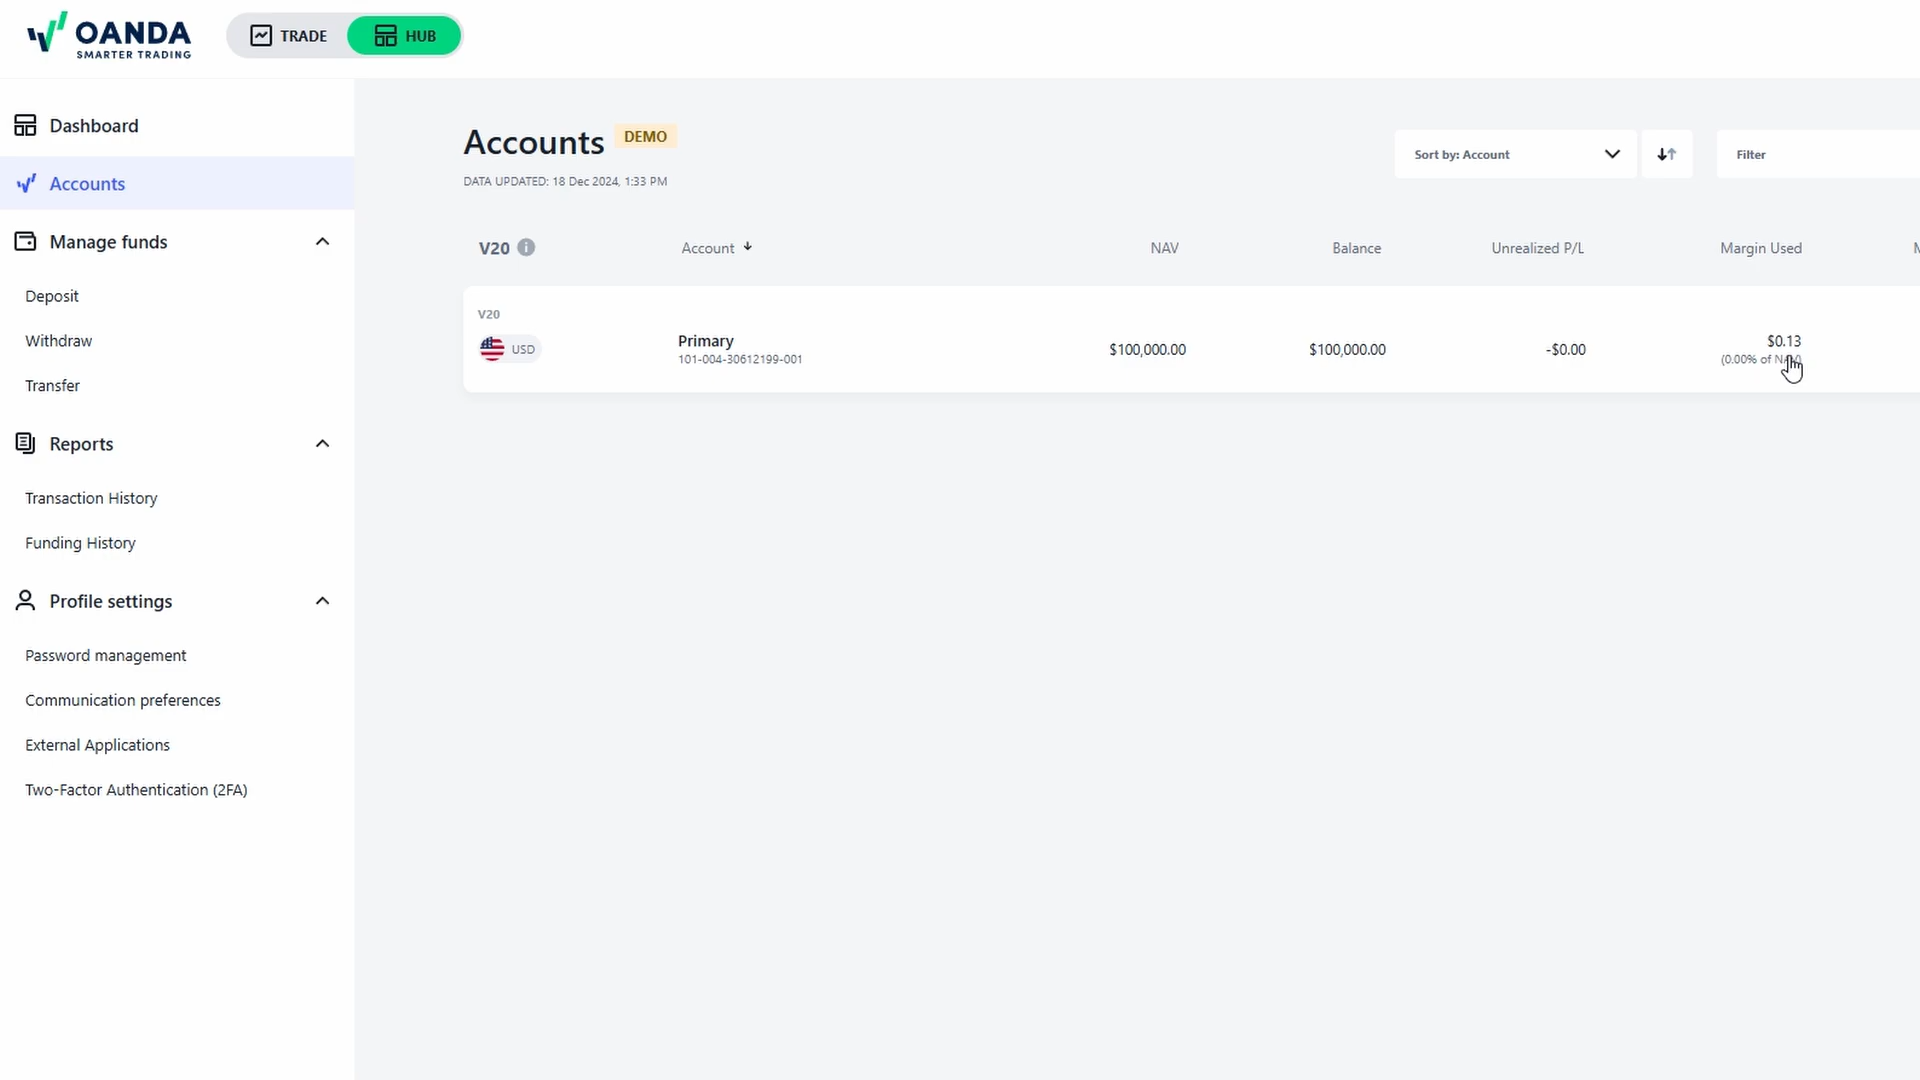 OANDA
SMARTER TRADING
TRADE
HUB
Dashboard
Accounts
Manage funds
Deposit
Withdraw
Transfer
Reports
Transaction History
Funding History
Profile settings
Password management
Communication preferences
External Applications
Two-Factor Authentication (2FA)
Accounts DEMO
DATA UPDATED: 18 Dec 2024, 1:33 PM
Sort by: Account
Filter
V20 Account NAV Balance Unrealized P/L Margin Used
V20
USD
Primary
101-004-30612199-001
$100,000.00
$100,000.00
-$0.00
$0.13
(0.00% of NAV)